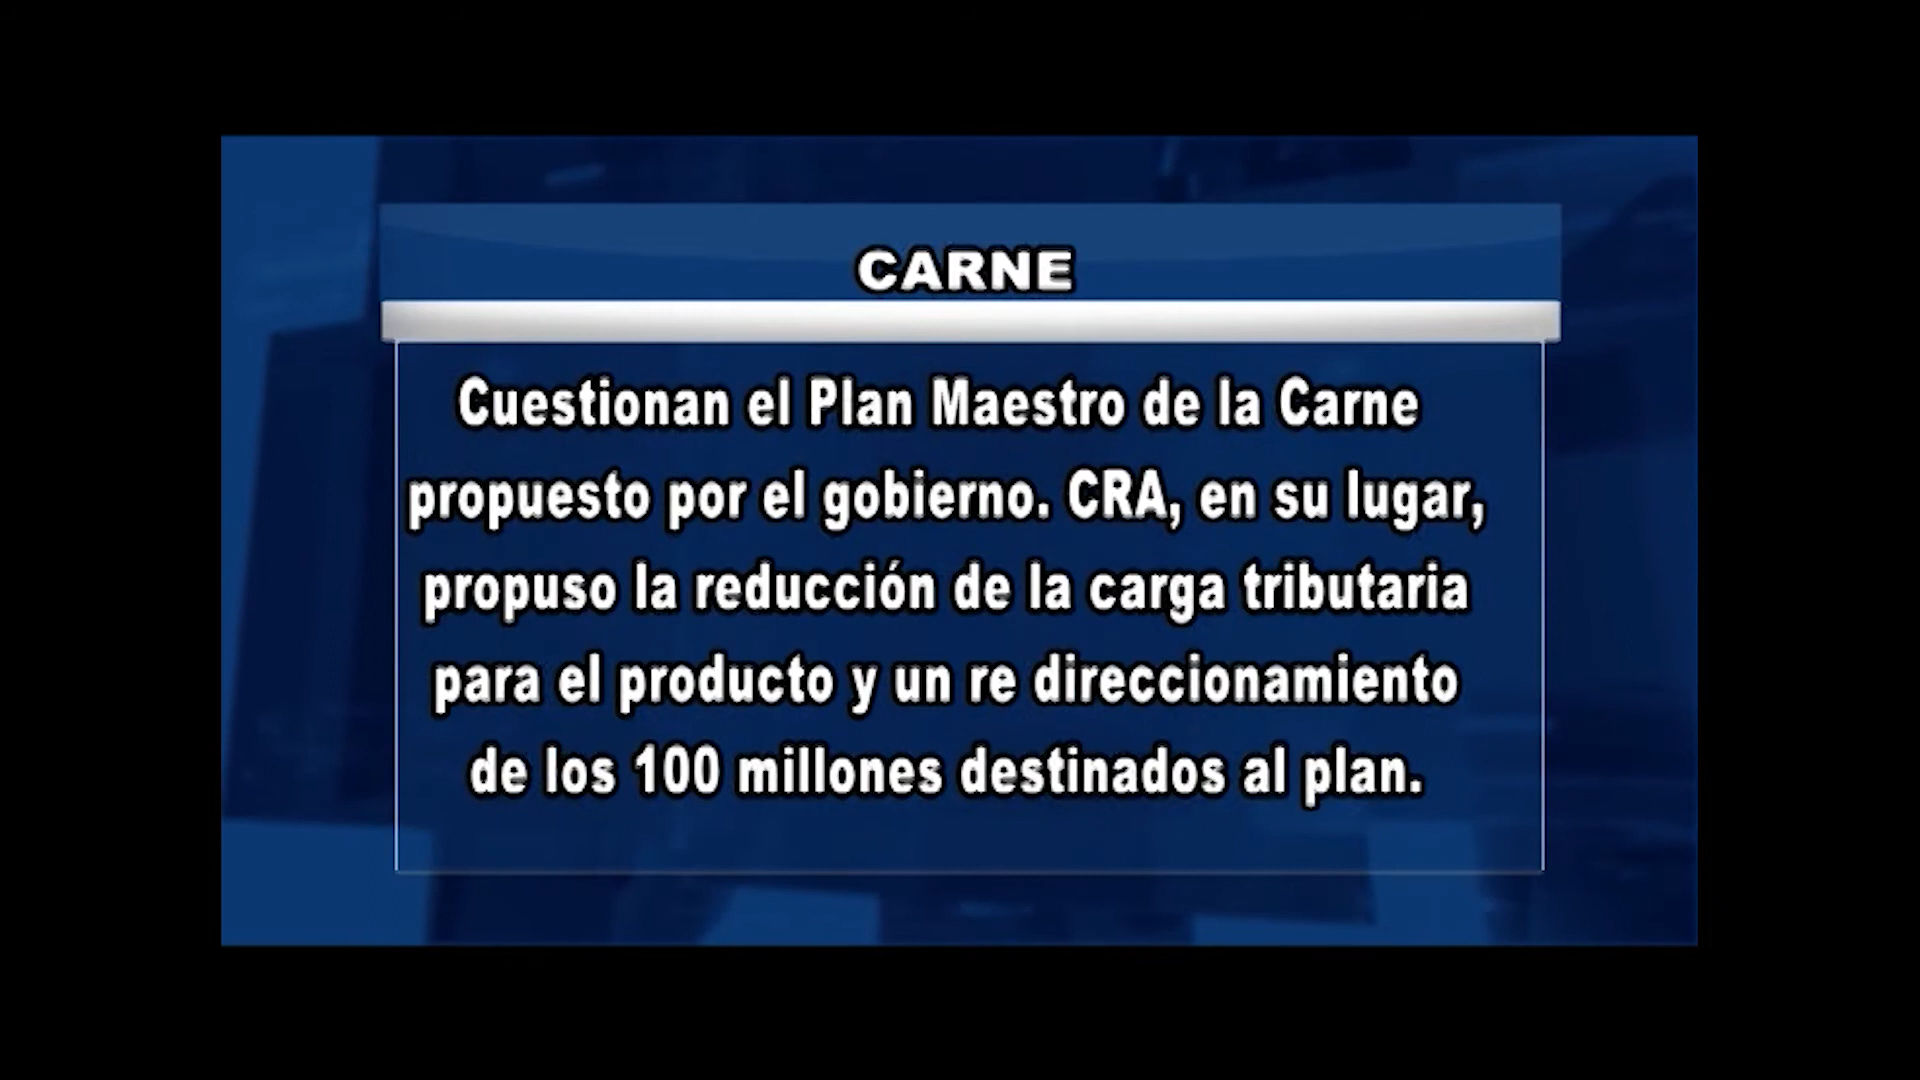 CARNE
Cuestionan el Plan Maestro de la Carne
propuesto por el gobierno. CRA, en su lugar,
propuso la reducción de la carga tributaria
para el producto y un re direccionamiento
de los 100 millones destinados al plan.